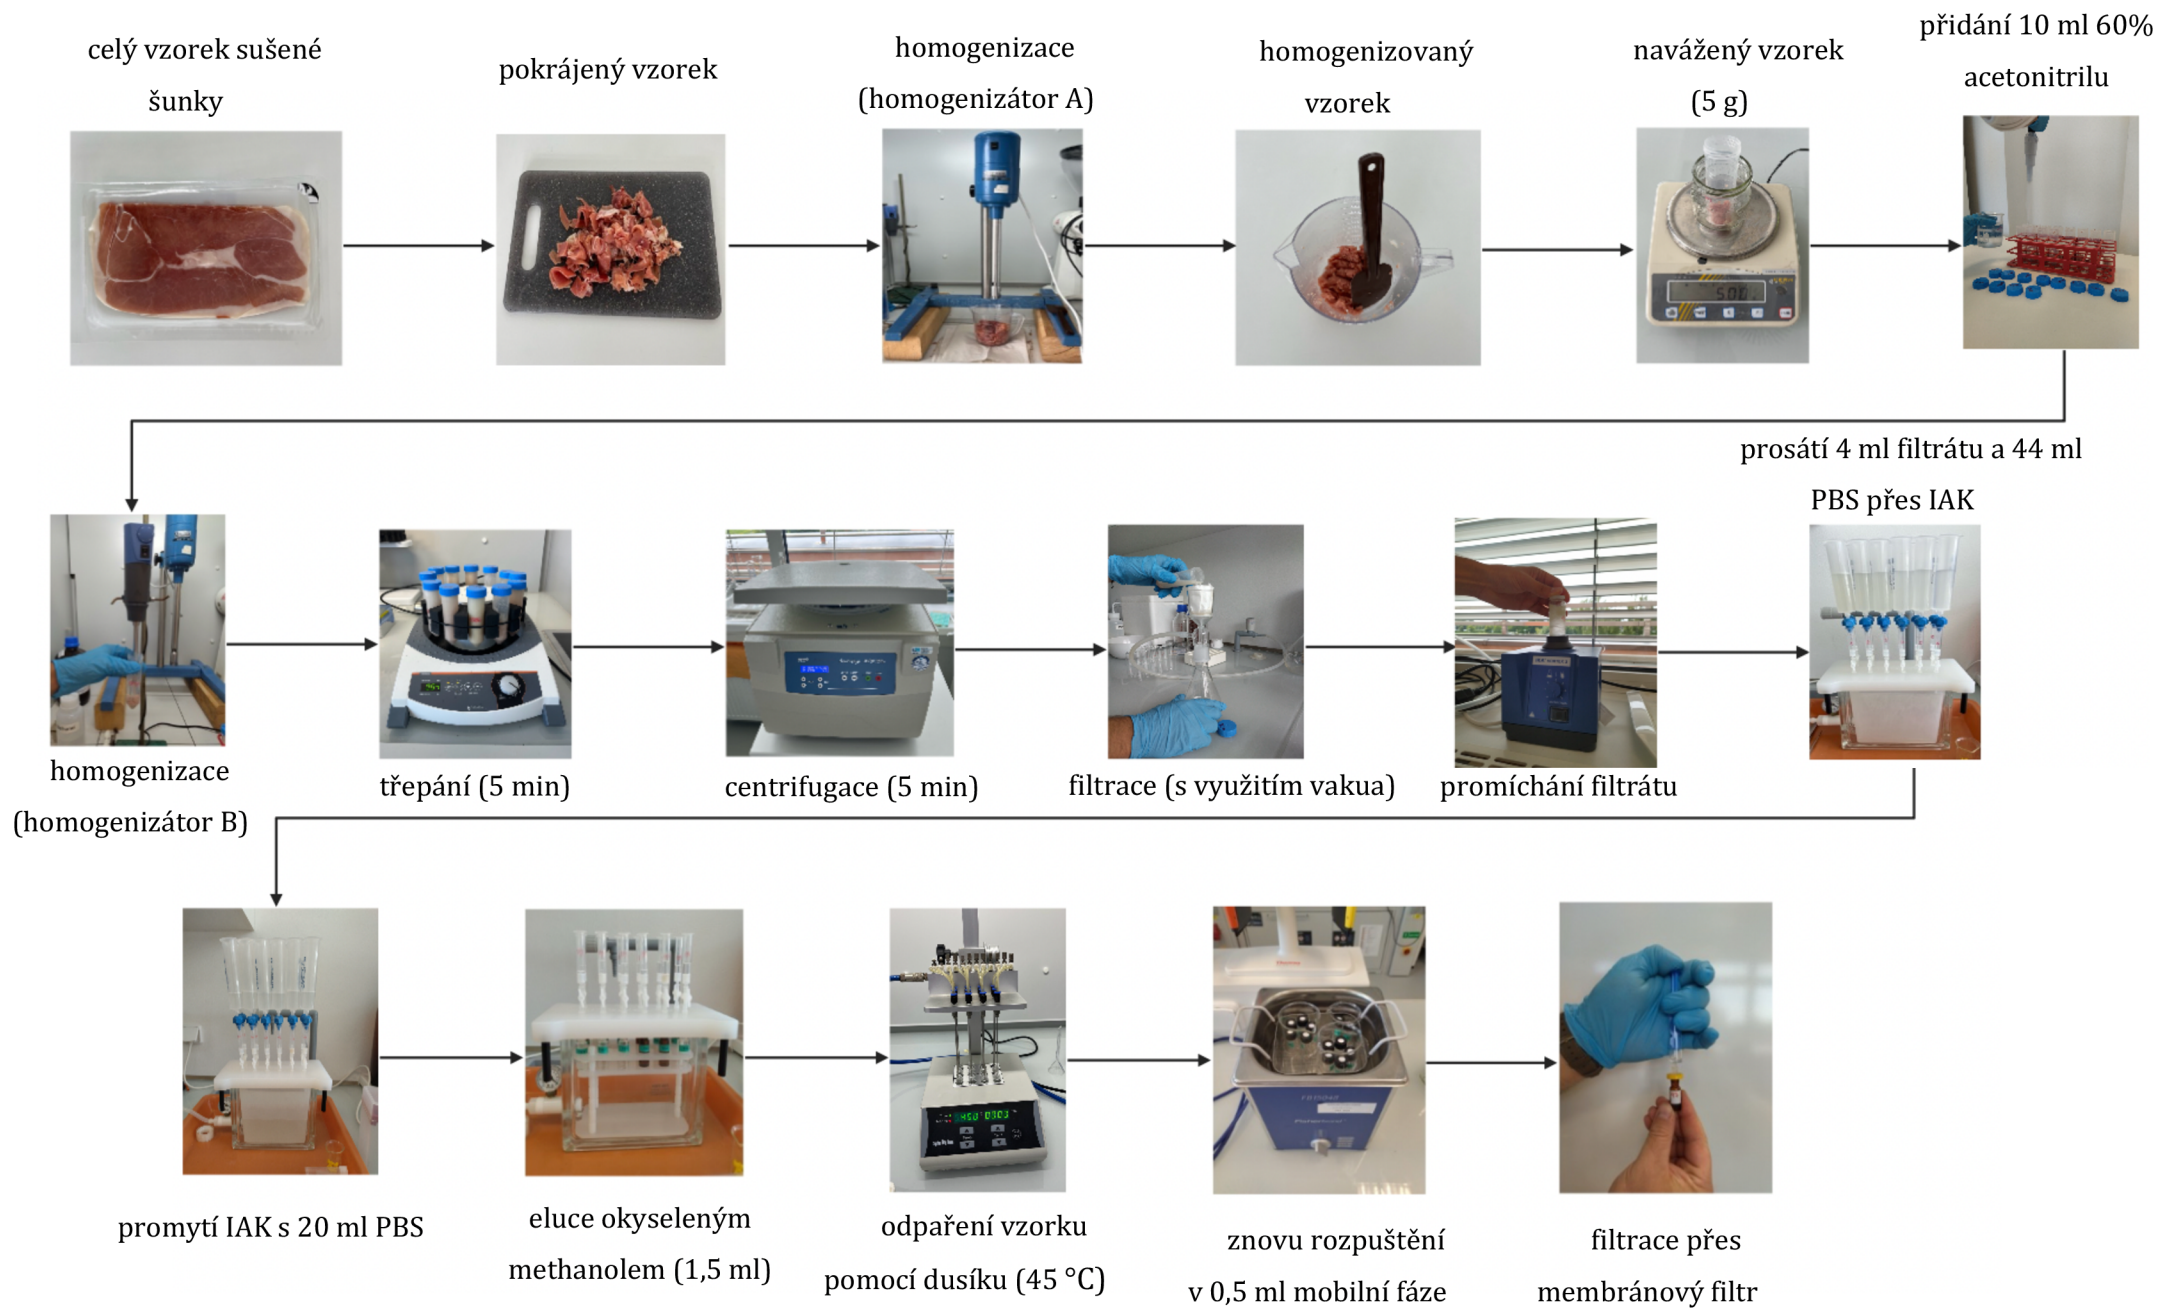 celý vzorek sušené
šunky
pokrájený vzorek
homogenizace
(homogenizátor A)
homogenizovaný
vzorek
navážený vzorek
(5 g)
přidání 10 ml 60%
acetonitrilu
prosátí 4 ml filtrátu a 44 ml
PBS přes IAK
homogenizace
(homogenizátor B)
třepání (5 min)
centrifugace (5 min)
filtrace (s využitím vakua)
promíchání filtrátu
promytí IAK s 20 ml PBS
eluce okyseleným
methanolem (1,5 ml)
odpaření vzorku
pomocí dusíku (45 °C)
znovu rozpuštění
v 0,5 ml mobilní fáze
filtrace přes
membránový filtr